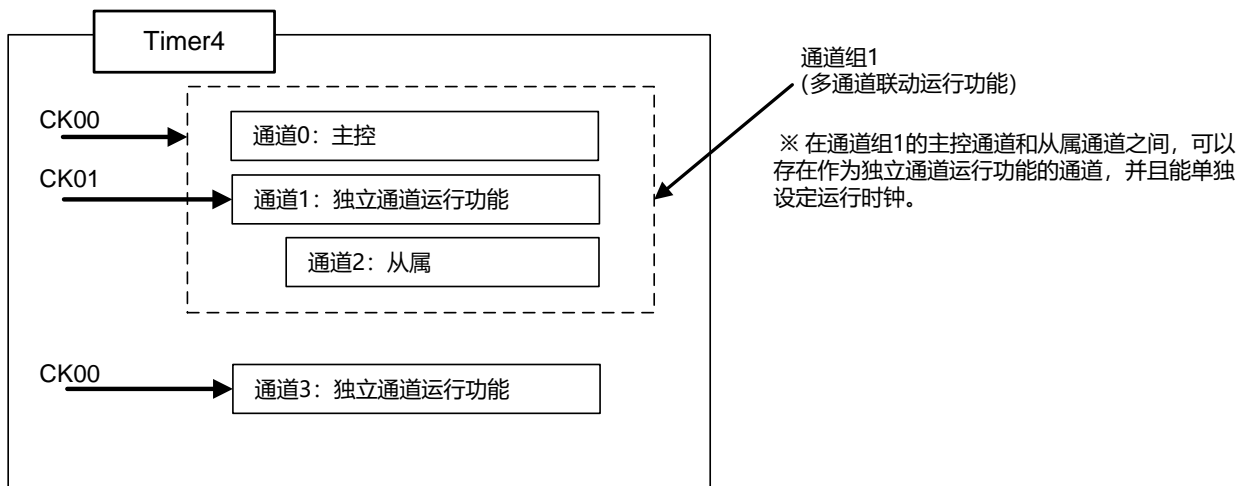 Timer4
通道组1
(多通道联动运行功能)
CK00
通道0：主控
※ 在通道组1的主控通道和从属通道之间，可以
存在作为独立通道运行功能的通道，并且能单独
设定运行时钟。
CK01
通道1：独立通道运行功能
通道2：从属
CK00
通道3：独立通道运行功能